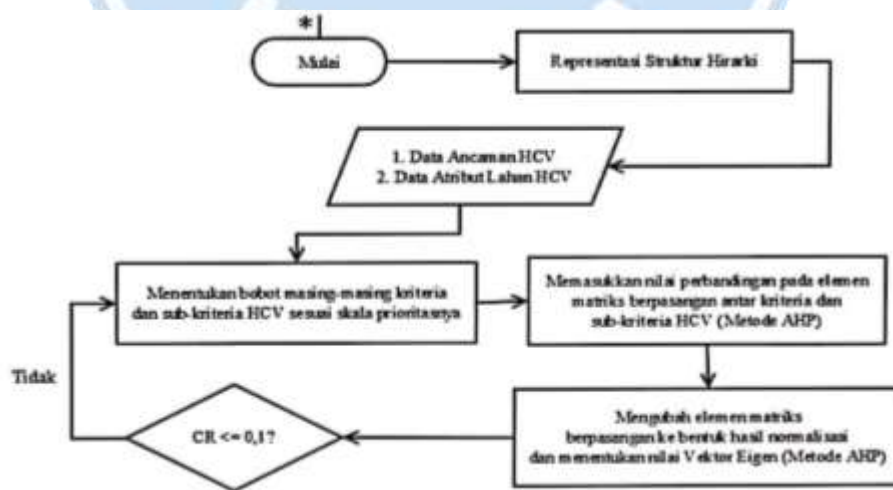 *
Mulai
Representasi Struktur Hirarki
1. Data Ancaman HCV
2. Data Atribut Lahan HCV
Menentukan bobot masing-masing kriteria
dan sub-kriteria HCV sesuai skala prioritasnya
Memasukkan nilai perbandingan pada elemen
matriks berpasangan antar kriteria dan
sub-kriteria HCV (Metode AHP)
Tidak
CR <= 0,1?
Mengubah elemen matriks
berpasangan ke bentuk hasil normalisasi
dan menentukan nilai Vektor Eigen (Metode AHP)